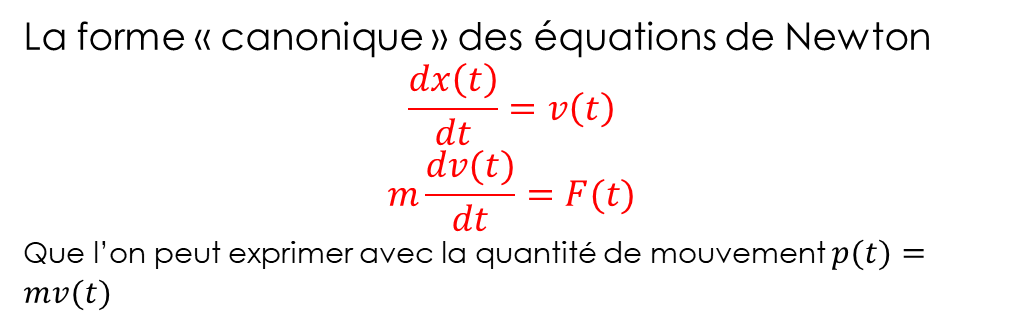 La forme « canonique » des équations de Newton
dx(t)/dt = v(t)
m dv(t)/dt = F(t)
Que l’on peut exprimer avec la quantité de mouvement p(t) =
mv(t)